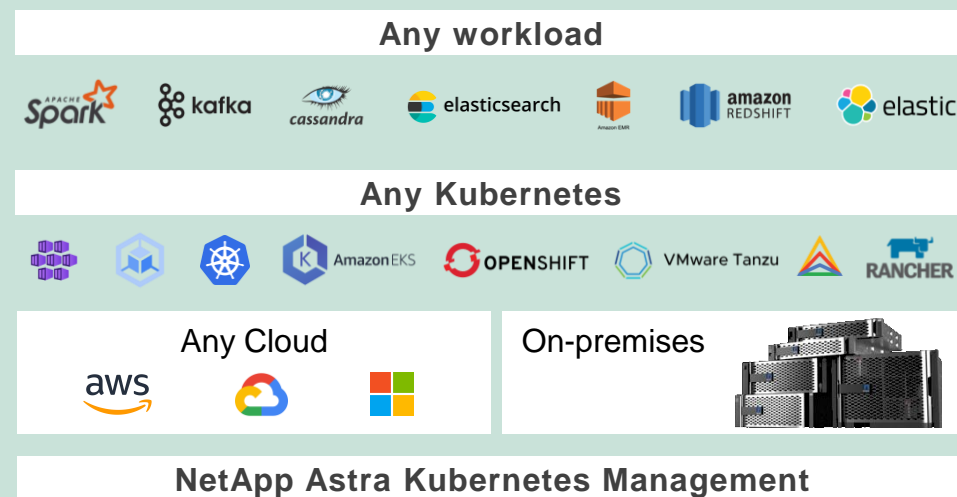 Any workload
APACHE Spark
kafka
cassandra
elasticsearch
Amazon EMR
amazon REDSHIFT
elastic
Any Kubernetes
K
Amazon EKS
OPENSHIFT
VMware Tanzu
RANCHER
Any Cloud
aws
On-premises
NetApp Astra Kubernetes Management